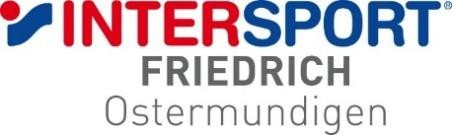 INTERSPORT®
FRIEDRICH
Ostermundigen